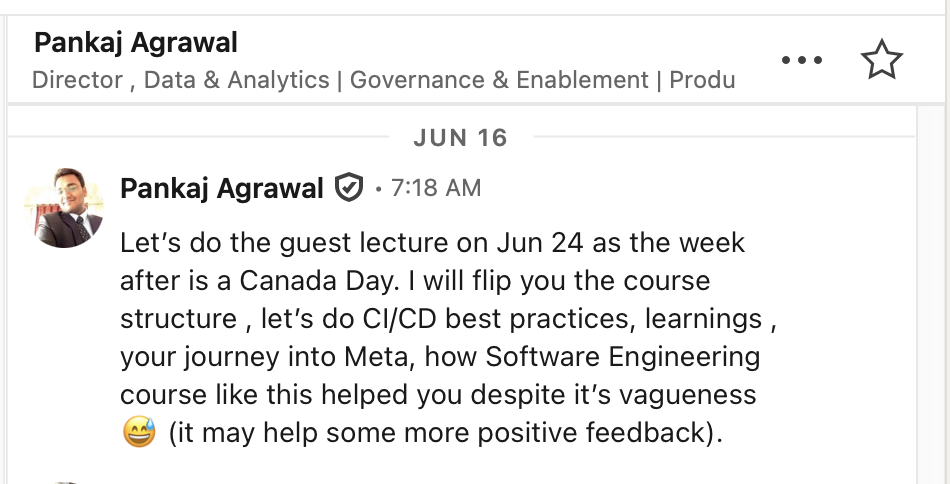 Pankaj Agrawal
Director , Data & Analytics | Governance & Enablement | Produ
JUN 16
Pankaj Agrawal • 7:18 AM
Let’s do the guest lecture on Jun 24 as the week
after is a Canada Day. I will flip you the course
structure , let’s do CI/CD best practices, learnings ,
your journey into Meta, how Software Engineering
course like this helped you despite it’s vagueness
😅 (it may help some more positive feedback).